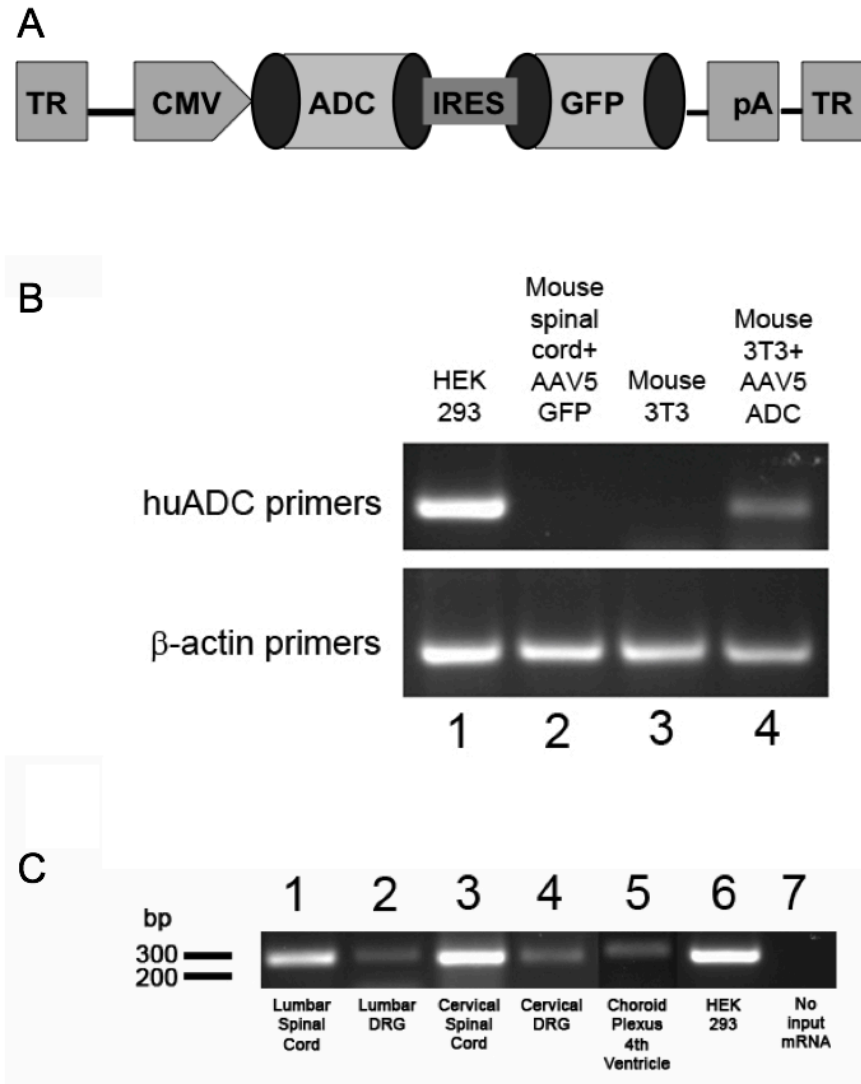 A
TR CMV ADC IRES GFP pA TR
B
HEK
293
Mouse
spinal
cord+
AAV5
GFP
Mouse
3T3
Mouse
3T3+
AAV5
ADC
huADC primers
β-actin primers
1 2 3 4
C
1 2 3 4 5 6 7
bp
300
200
Lumbar
Spinal
Cord
Lumbar
DRG
Cervical
Spinal
Cord
Cervical
DRG
Choroid
Plexus
4th
Ventricle
HEK
293
No
input
mRNA